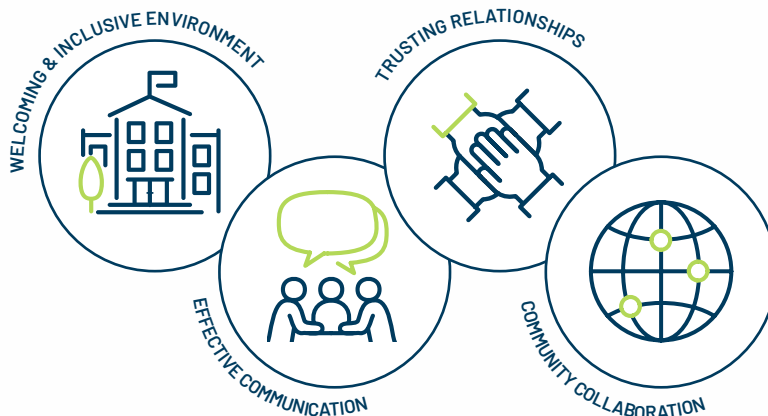 WELCOMING & INCLUSIVE ENVIRONMENT
TRUSTING RELATIONSHIPS
EFFECTIVE COMMUNICATION
COMMUNITY COLLABORATION